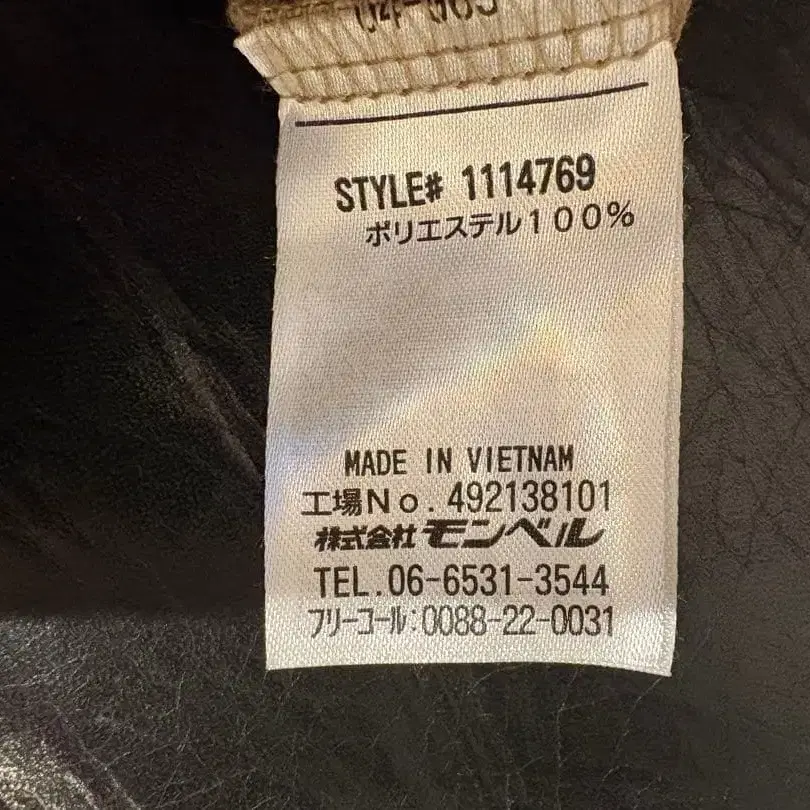 STYLE# 1114769
ポリエステル100%
MADE IN VIETNAM
工場No.492138101
株式会社モンベル
TEL.06-6531-3544
フリーコール:0088-22-0031